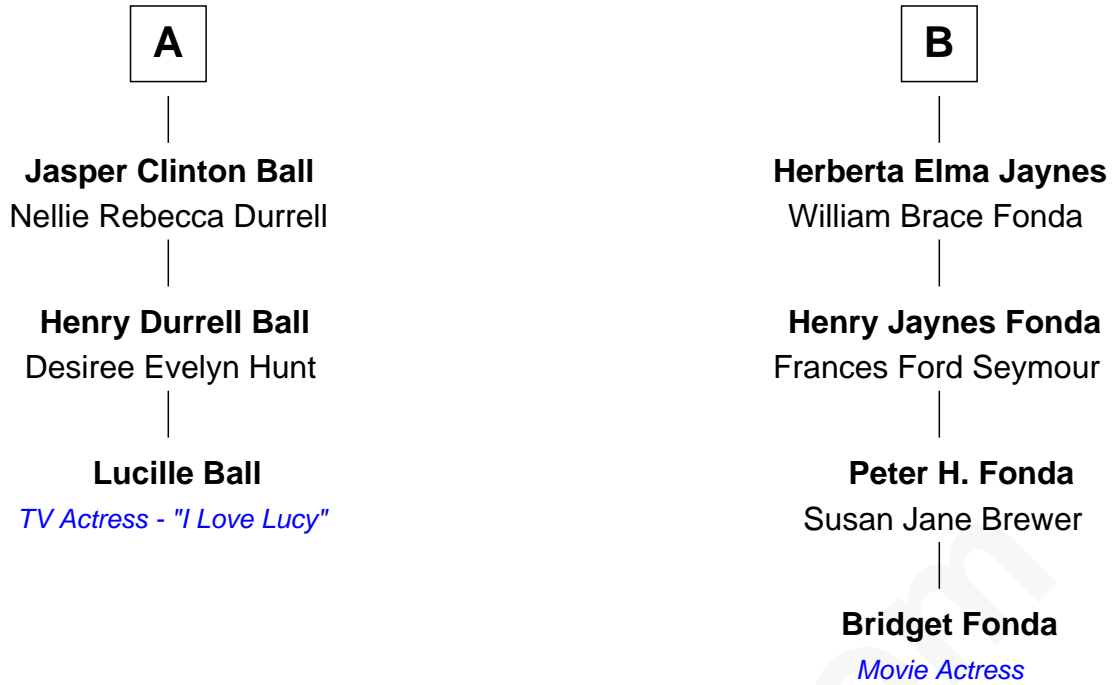 A
Jasper Clinton Ball
Nellie Rebecca Durrell
Henry Durrell Ball
Desiree Evelyn Hunt
Lucille Ball
TV Actress - "I Love Lucy"
B
Herberta Elma Jaynes
William Brace Fonda
Henry Jaynes Fonda
Frances Ford Seymour
Peter H. Fonda
Susan Jane Brewer
Bridget Fonda
Movie Actress
om